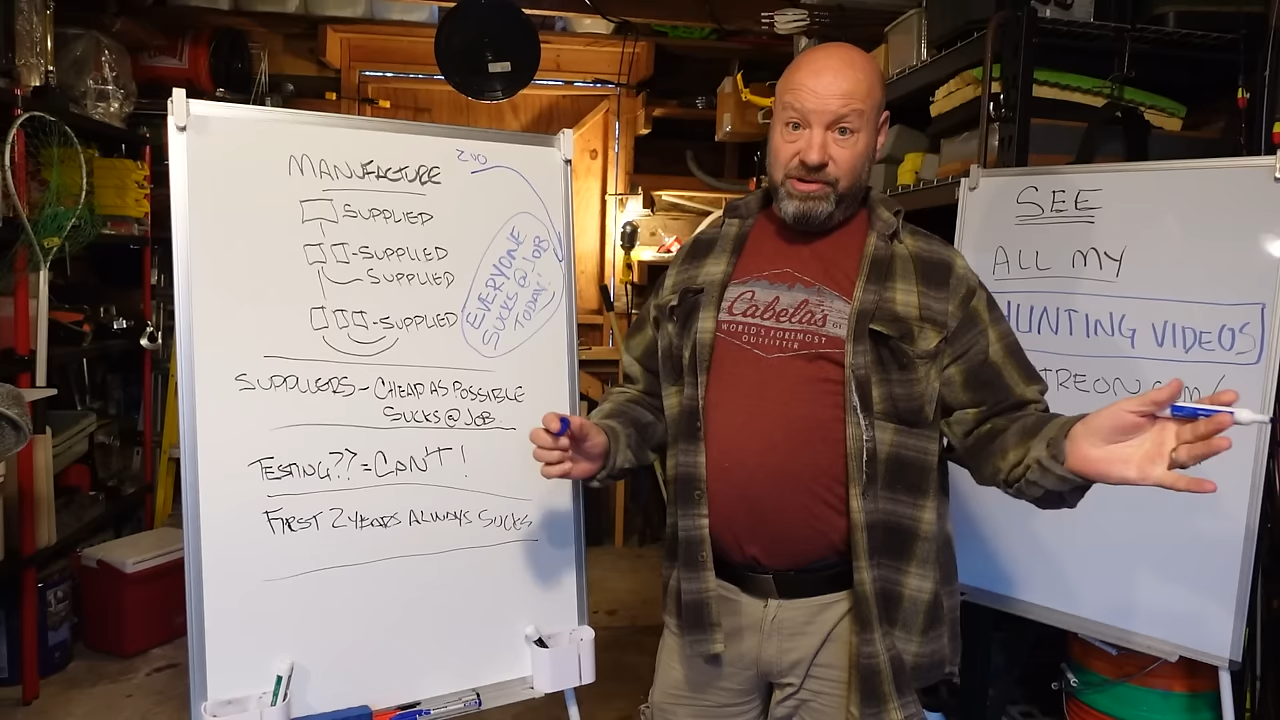 MANUFACTURE
200
SUPPLIED
-SUPPLIED
SUPPLIED
-SUPPLIED
EVERYONE
SUCKS @ JOB
TODAY!
SUPPLIERS - CHEAP AS POSSIBLE
SUCKS @ JOB
TESTING?? = CAN'T!
FIRST 2 YEARS ALWAYS SUCKS
Cabela's
WORLD'S FOREMOST
OUTFITTER
SEE
ALL MY
HUNTING VIDEOS
TREON.com/